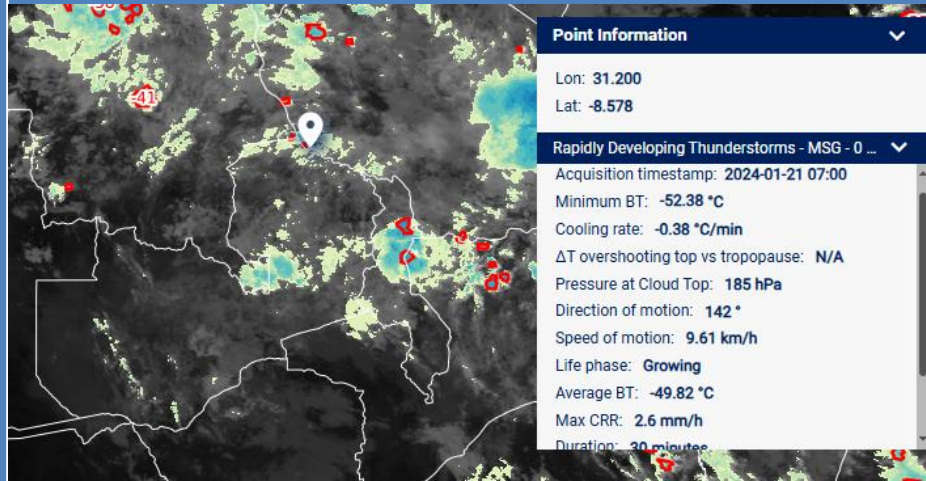 Point Information
Lon: 31.200
Lat: -8.578
Rapidly Developing Thunderstorms - MSG - 0 ...
Acquisition timestamp: 2024-01-21 07:00
Minimum BT: -52.38 °C
Cooling rate: -0.38 °C/min
ΔT overshooting top vs tropopause: N/A
Pressure at Cloud Top: 185 hPa
Direction of motion: 142 °
Speed of motion: 9.61 km/h
Life phase: Growing
Average BT: -49.82 °C
Max CRR: 2.6 mm/h
Duration: 30 minutes
-41